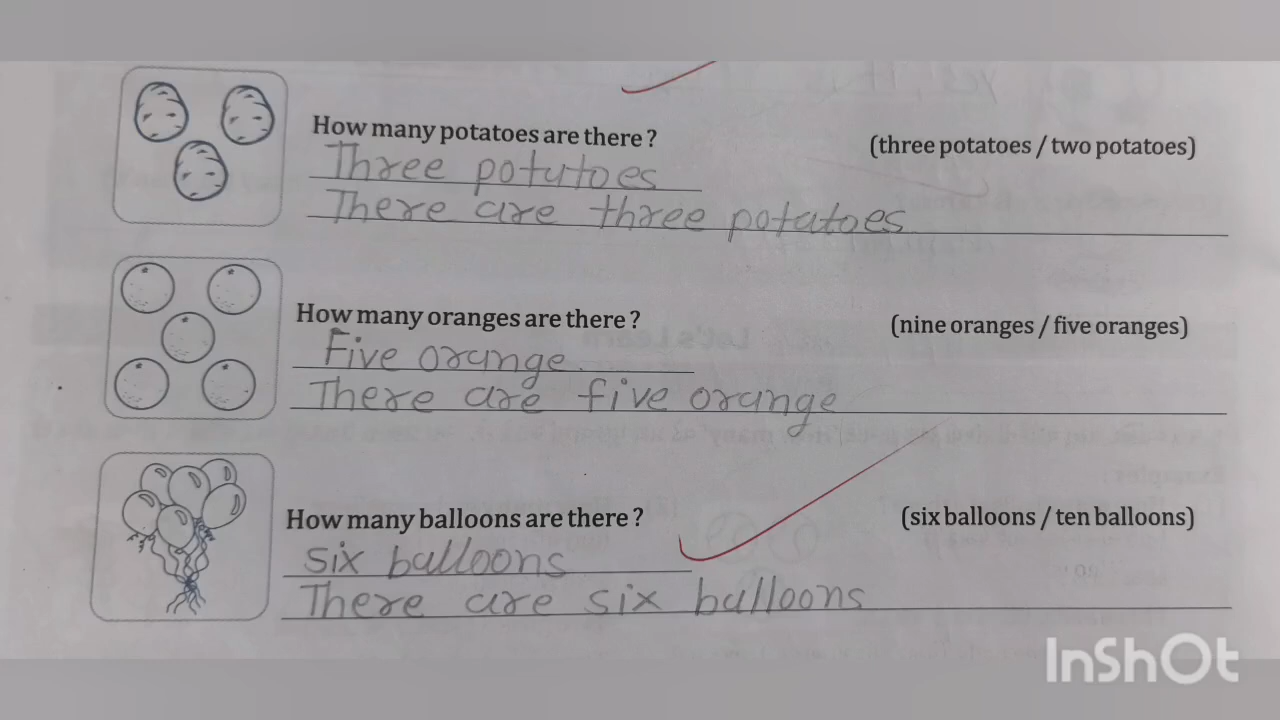 How many potatoes are there?
(three potatoes / two potatoes)
Three potatoes
There are three potatoes
How many oranges are there?
(nine oranges / five oranges)
Five orange
There are five orange
How many balloons are there?
(six balloons / ten balloons)
six balloons
There are six balloons
InShOt